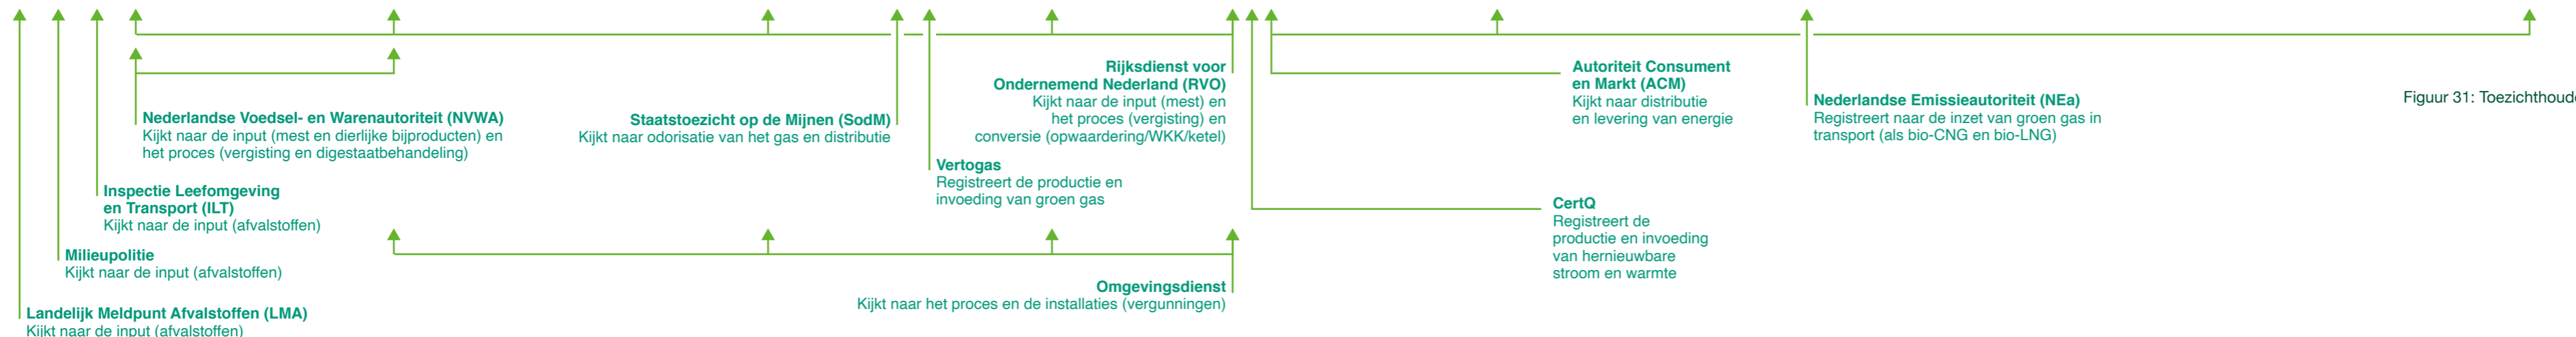 Nederlandse Voedsel- en Warenautoriteit (NVWA)
Kijkt naar de input (mest en dierlijke bijproducten) en
het proces (vergisting en digestaatbehandeling)
Inspectie Leefomgeving
en Transport (ILT)
Kijkt naar de input (afvalstoffen)
Milieupolitie
Kijkt naar de input (afvalstoffen)
Landelijk Meldpunt Afvalstoffen (LMA)
Kijkt naar de input (afvalstoffen)
Staatstoezicht op de Mijnen (SodM)
Kijkt naar odorisatie van het gas en distributie
Rijksdienst voor
Ondernemend Nederland (RVO)
Kijkt naar de input (mest) en
het proces (vergisting) en
conversie (opwaardering/WKK/ketel)
Vertogas
Registreert de productie en
invoeding van groen gas
Omgevingsdienst
Kijkt naar het proces en de installaties (vergunningen)
Autoriteit Consument
en Markt (ACM)
Kijkt naar distributie
en levering van energie
CertQ
Registreert de
productie en invoeding
van hernieuwbare
stroom en warmte
Nederlandse Emissieautoriteit (NEa)
Registreert naar de inzet van groen gas in
transport (als bio-CNG en bio-LNG)
Figuur 31: Toezichthoud